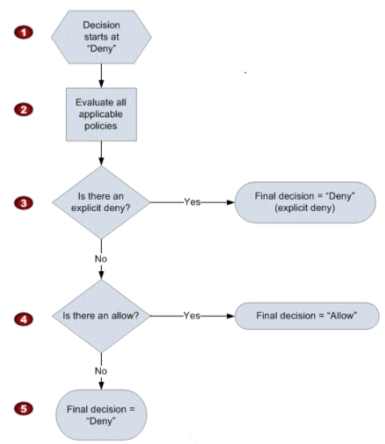 1
Decision
starts at
"Deny"
2
Evaluate all
applicable
policies
3
Is there an
explicit deny?
Yes
Final decision = "Deny"
(explicit deny)
No
4
Is there an allow?
Yes
Final decision = "Allow"
No
5
Final decision =
"Deny"